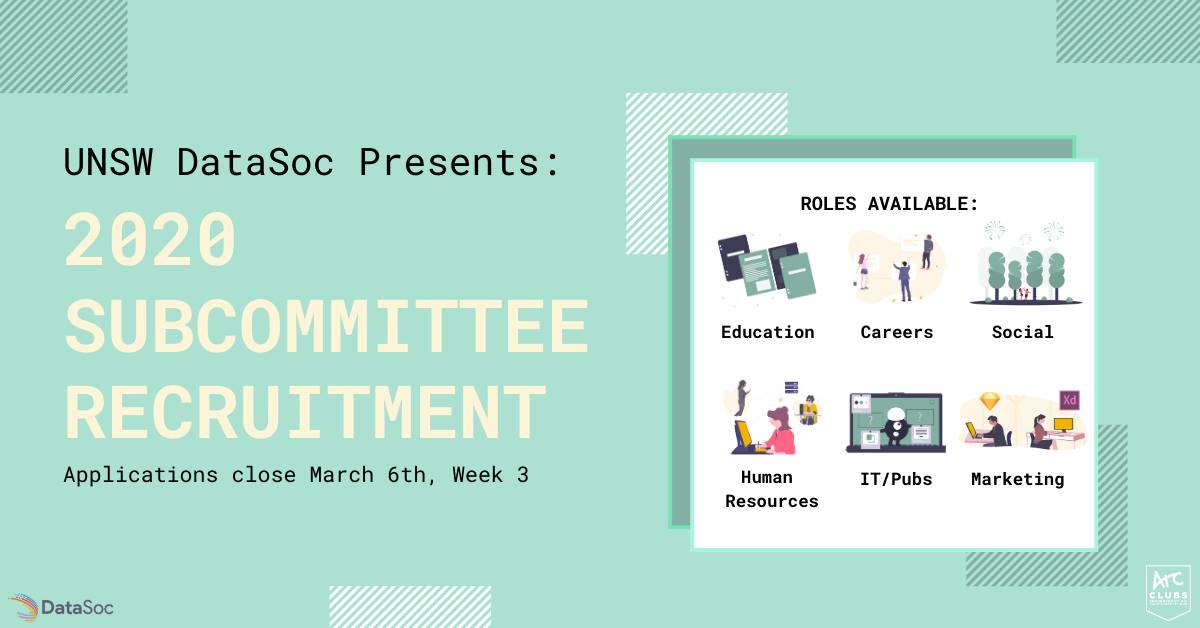 UNSW DataSoc Presents:
2020
SUBCOMMITTEE
RECRUITMENT
Applications close March 6th, Week 3
ROLES AVAILABLE:
Education
Careers
Social
Xd
Human
Resources
IT/Pubs
Marketing
DataSoc
Arc
CLUBS